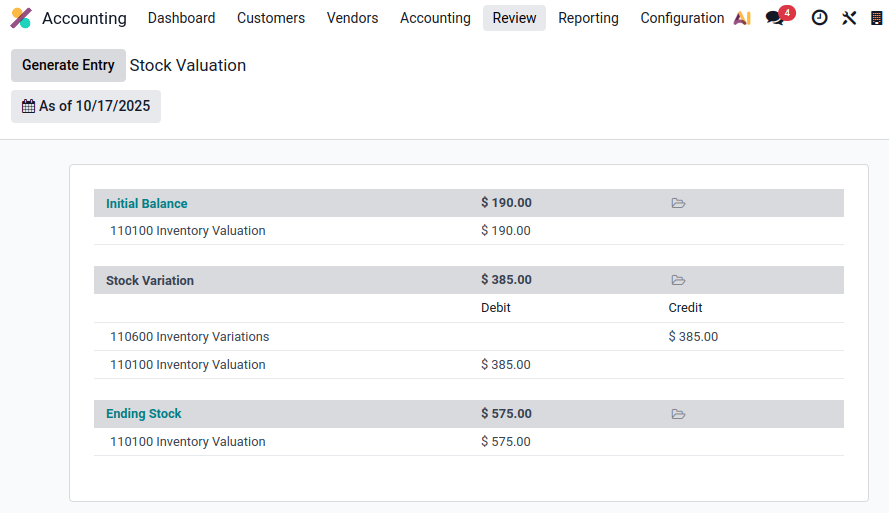 Accounting Dashboard Customers Vendors Accounting Review Reporting Configuration AI 4
Generate Entry Stock Valuation
As of 10/17/2025
Initial Balance $ 190.00
110100 Inventory Valuation $ 190.00
Stock Variation $ 385.00
Debit Credit
110600 Inventory Variations $ 385.00
110100 Inventory Valuation $ 385.00
Ending Stock $ 575.00
110100 Inventory Valuation $ 575.00